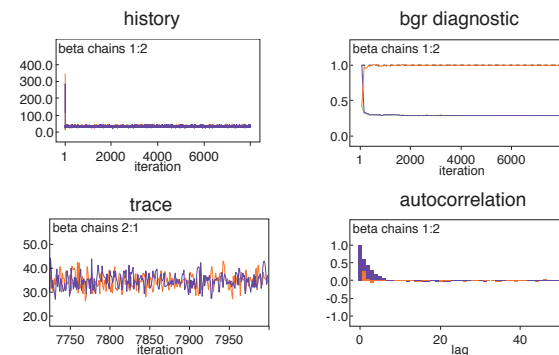 history
beta chains 1:2
400.0
300.0
200.0
100.0
0.0
1 2000 4000 6000
iteration
bgr diagnostic
beta chains 1:2
1.0
0.5
0.0
1 2000 4000 6000
iteration
trace
beta chains 2:1
50.0
40.0
30.0
20.0
7750 7800 7850 7900 7950
iteration
autocorrelation
beta chains 1:2
1.0
0.5
0.0
-0.5
-1.0
0 20 40
lag